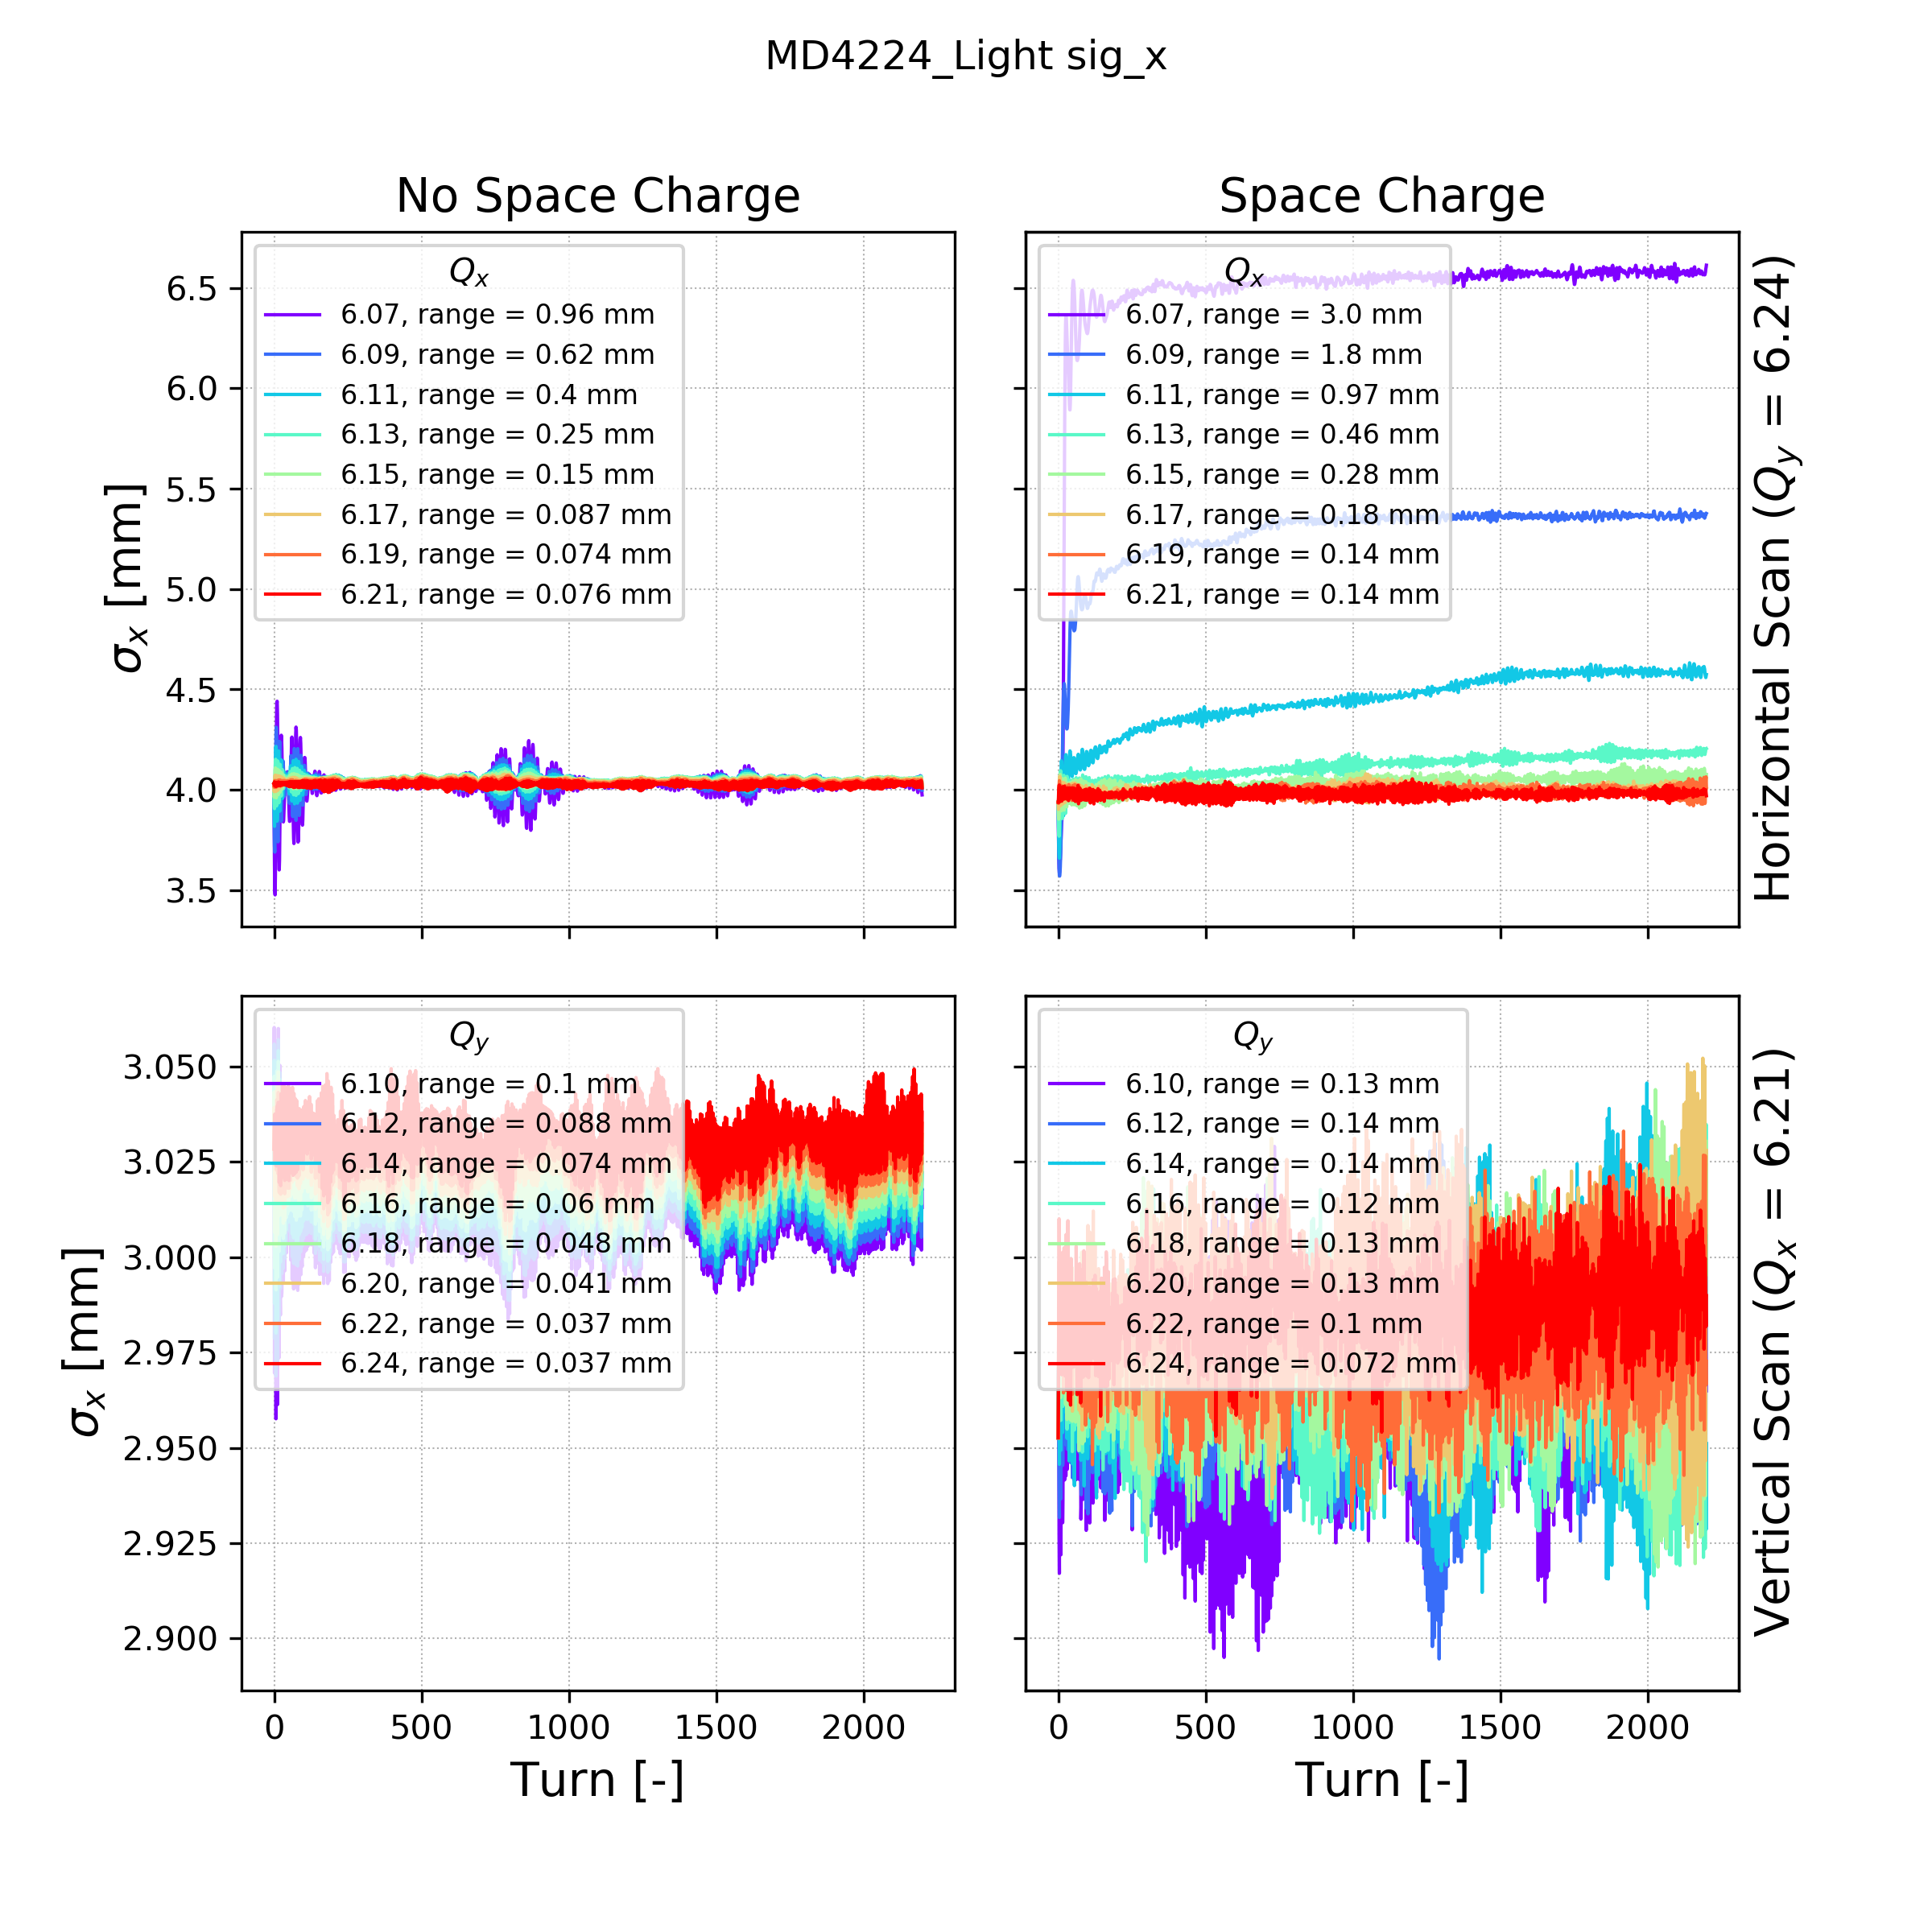 MD4224_Light sig_x
No Space Charge
Space Charge
σx [mm]
6.5
6.0
5.5
5.0
4.5
4.0
3.5
Qx
6.07, range = 0.96 mm
6.09, range = 0.62 mm
6.11, range = 0.4 mm
6.13, range = 0.25 mm
6.15, range = 0.15 mm
6.17, range = 0.087 mm
6.19, range = 0.074 mm
6.21, range = 0.076 mm
Qx
6.07, range = 3.0 mm
6.09, range = 1.8 mm
6.11, range = 0.97 mm
6.13, range = 0.46 mm
6.15, range = 0.28 mm
6.17, range = 0.18 mm
6.19, range = 0.14 mm
6.21, range = 0.14 mm
Horizontal Scan (Qy = 6.24)
σx [mm]
3.050
3.025
3.000
2.975
2.950
2.925
2.900
Qy
6.10, range = 0.1 mm
6.12, range = 0.088 mm
6.14, range = 0.074 mm
6.16, range = 0.06 mm
6.18, range = 0.048 mm
6.20, range = 0.041 mm
6.22, range = 0.037 mm
6.24, range = 0.037 mm
Qy
6.10, range = 0.13 mm
6.12, range = 0.14 mm
6.14, range = 0.14 mm
6.16, range = 0.12 mm
6.18, range = 0.13 mm
6.20, range = 0.13 mm
6.22, range = 0.1 mm
6.24, range = 0.072 mm
Vertical Scan (Qx = 6.21)
0 500 1000 1500 2000
0 500 1000 1500 2000
Turn [-]
Turn [-]